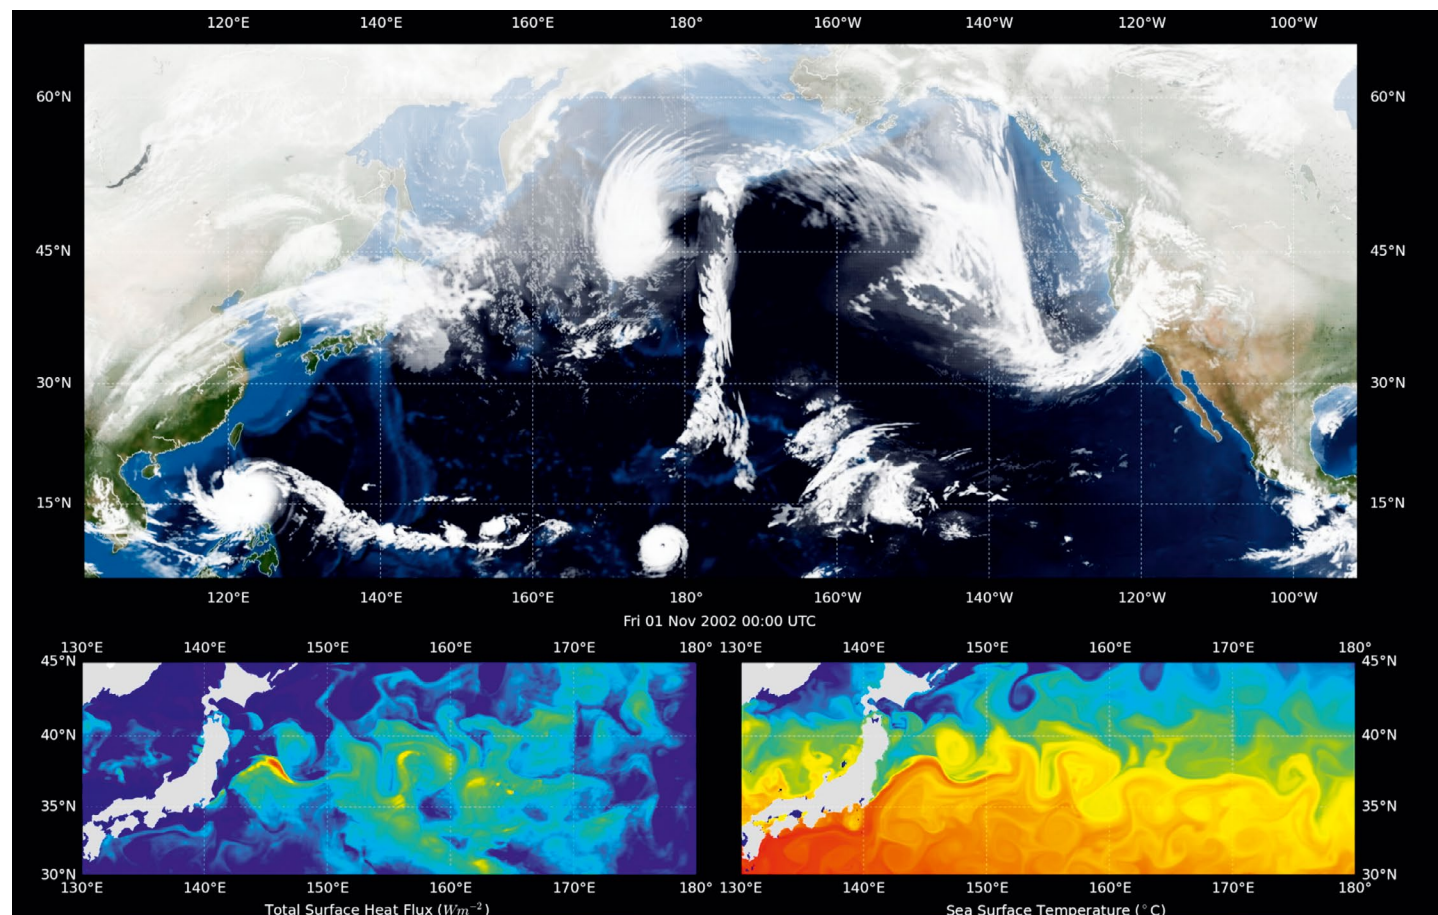 120°E 140°E 160°E 180° 160°W 140°W 120°W 100°W
60°N 60°N
45°N 45°N
30°N 30°N
15°N 15°N
120°E 140°E 160°E 180° 160°W 140°W 120°W 100°W
Fri 01 Nov 2002 00:00 UTC
130°E 140°E 150°E 160°E 170°E 180° 130°E 140°E 150°E 160°E 170°E 180°
45°N 45°N
40°N 40°N
35°N 35°N
30°N 30°N
130°E 140°E 150°E 160°E 170°E 180° 130°E 140°E 150°E 160°E 170°E 180°
Total Surface Heat Flux (Wm⁻²) Sea Surface Temperature (°C)